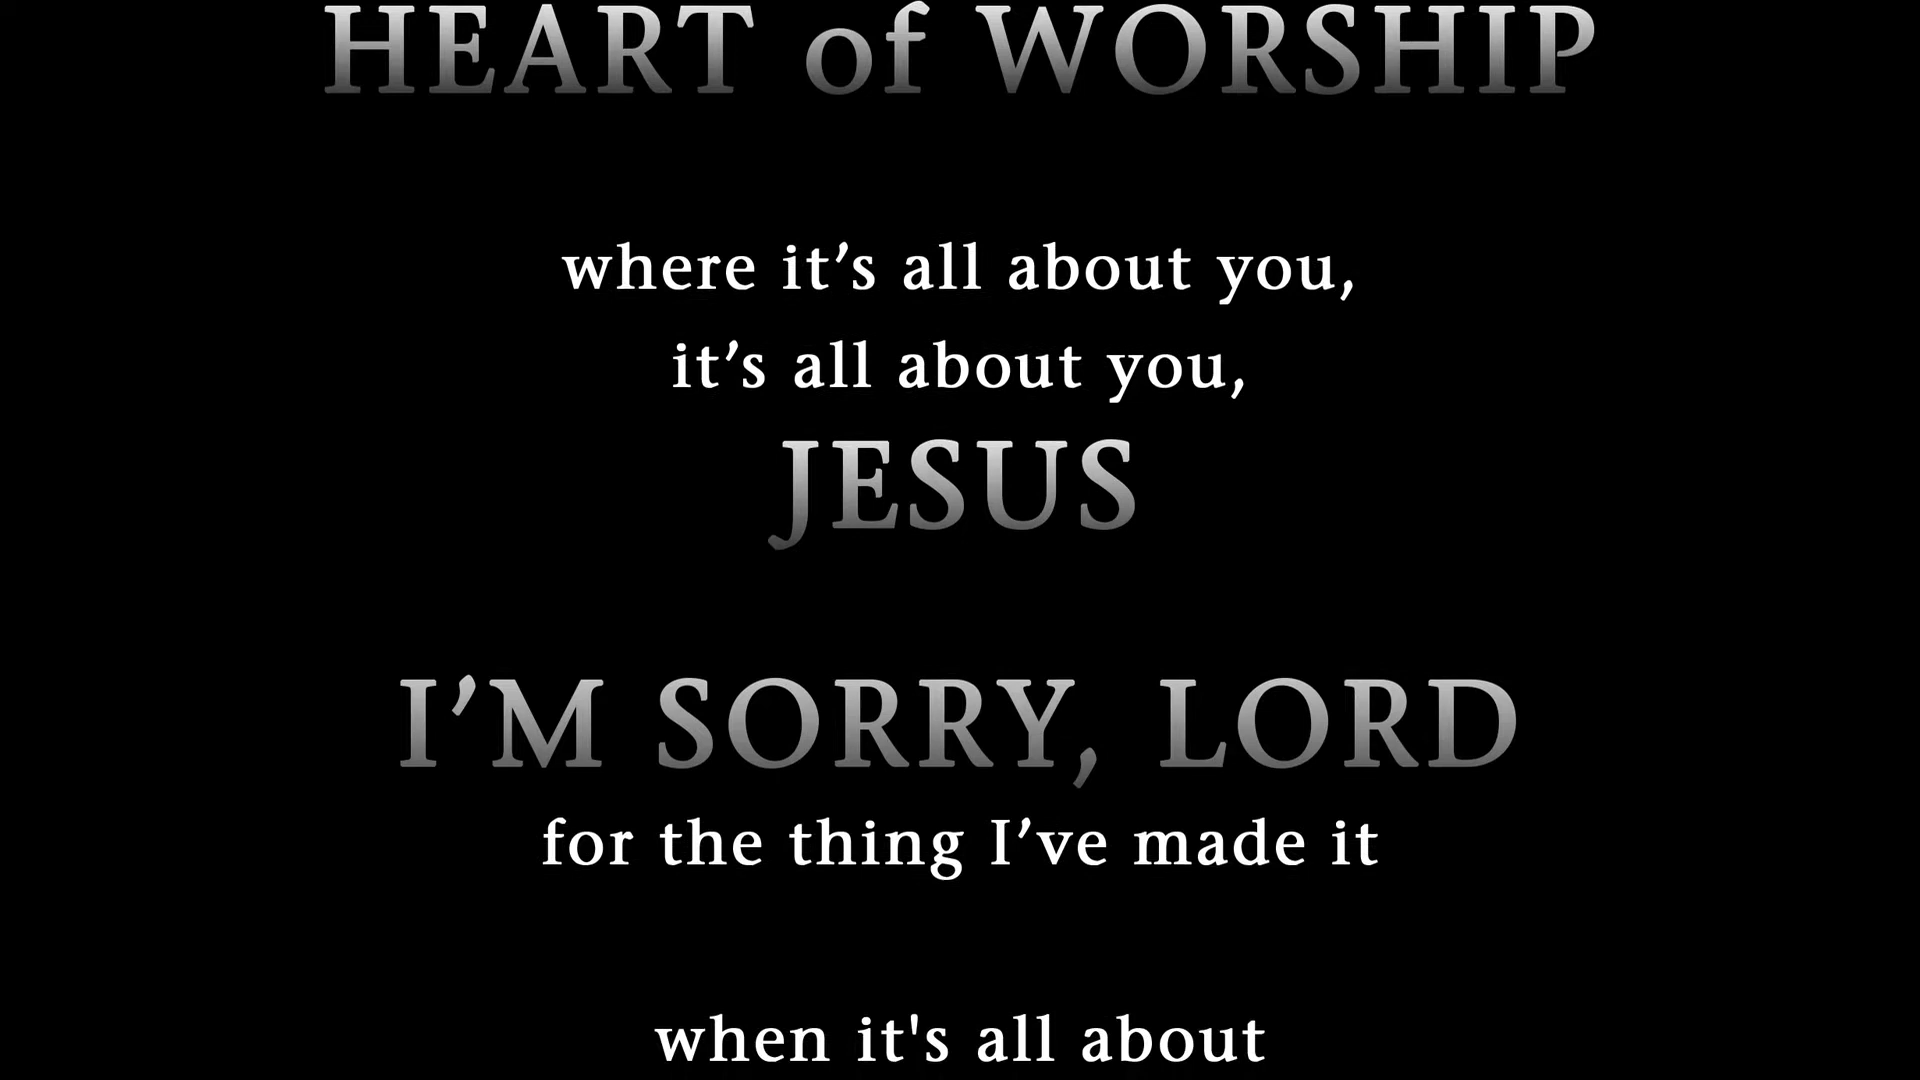 HEART of WORSHIP
where it’s all about you,
it’s all about you,
JESUS
I’M SORRY, LORD
for the thing I’ve made it
when it's all about